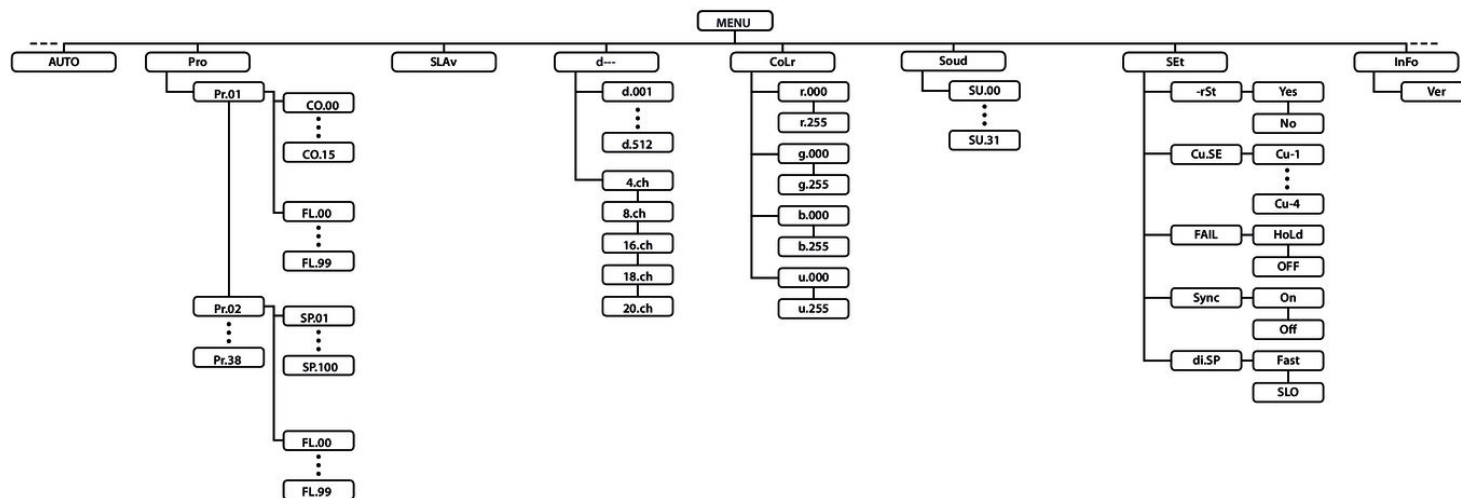 MENU
AUTO
Pro
SLAv
d---
CoLr
Soud
SEt
InFo
Pr.01
CO.00
CO.15
FL.00
FL.99
Pr.02
Pr.38
SP.01
SP.100
FL.00
FL.99
d.001
d.512
4.ch
8.ch
16.ch
18.ch
20.ch
r.000
r.255
g.000
g.255
b.000
b.255
u.000
u.255
SU.00
SU.31
-rSt
Yes
No
Cu.SE
Cu-1
Cu-4
FAIL
HoLd
OFF
Sync
On
Off
di.SP
Fast
SLO
Ver